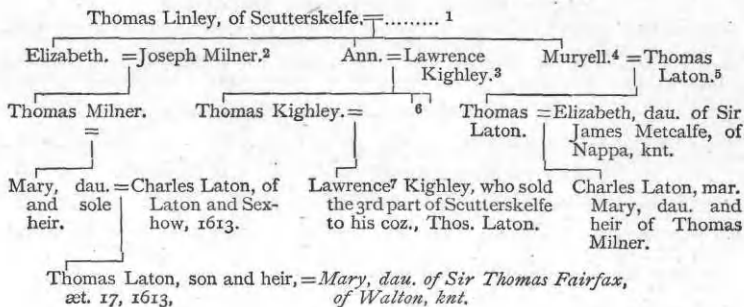 Thomas Linley, of Scutterskelfe.=......... 1
Elizabeth. =Joseph Milner.² Ann.=Lawrence Kighley.³ Muryell.⁴ =Thomas Laton.⁵
Thomas Milner.
=
Thomas Kighley.= 6
Thomas Laton. =Elizabeth, dau. of Sir
James Metcalfe, of
Nappa, knt.
Mary, dau.
and sole
heir.
=Charles Laton, of
Laton and Sex-
how, 1613.
Lawrence⁷ Kighley, who sold
the 3rd part of Scutterskelfe
to his coz., Thos. Laton.
Charles Laton, mar.
Mary, dau. and
heir of Thomas
Milner.
Thomas Laton, son and heir,=Mary, dau. of Sir Thomas Fairfax,
æt. 17, 1613, of Walton, knt.